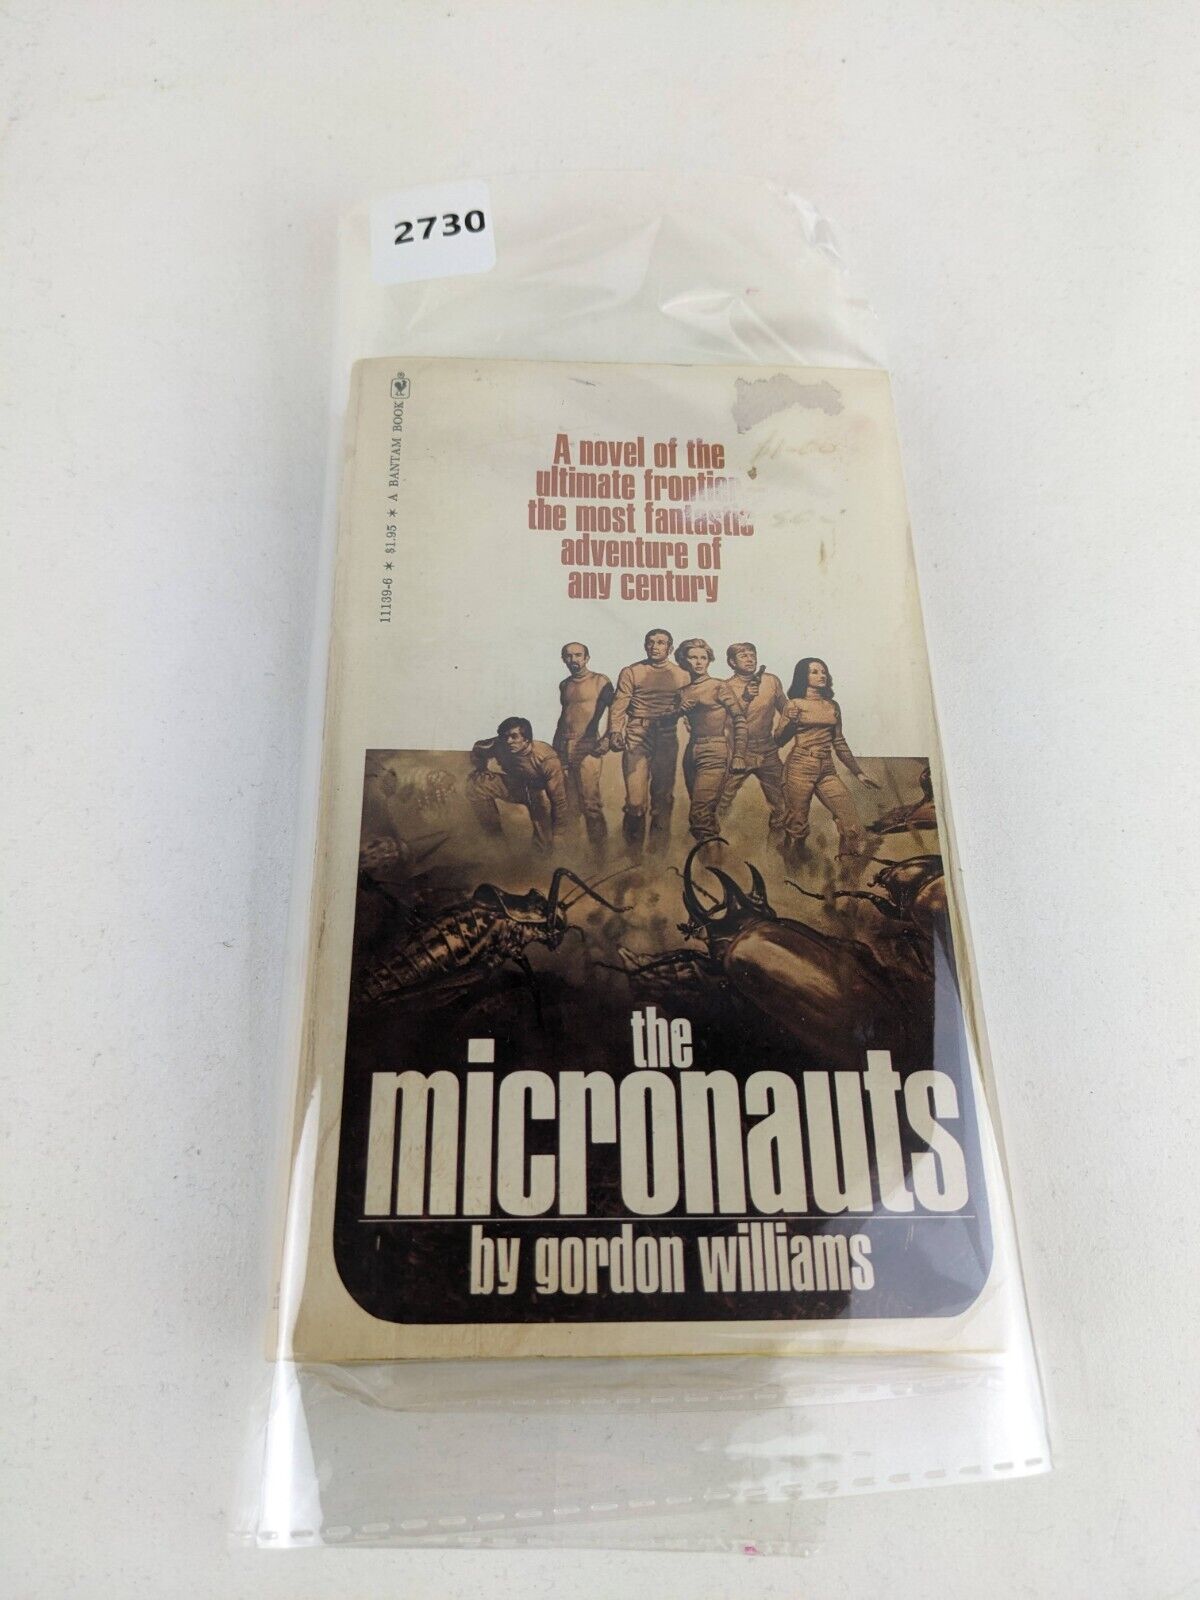 2730
11139-6 * $1.95 * A BANTAM BOOK
A novel of the
ultimate frontier,
the most fantastic
adventure of
any century
the
micronauts
by gordon williams